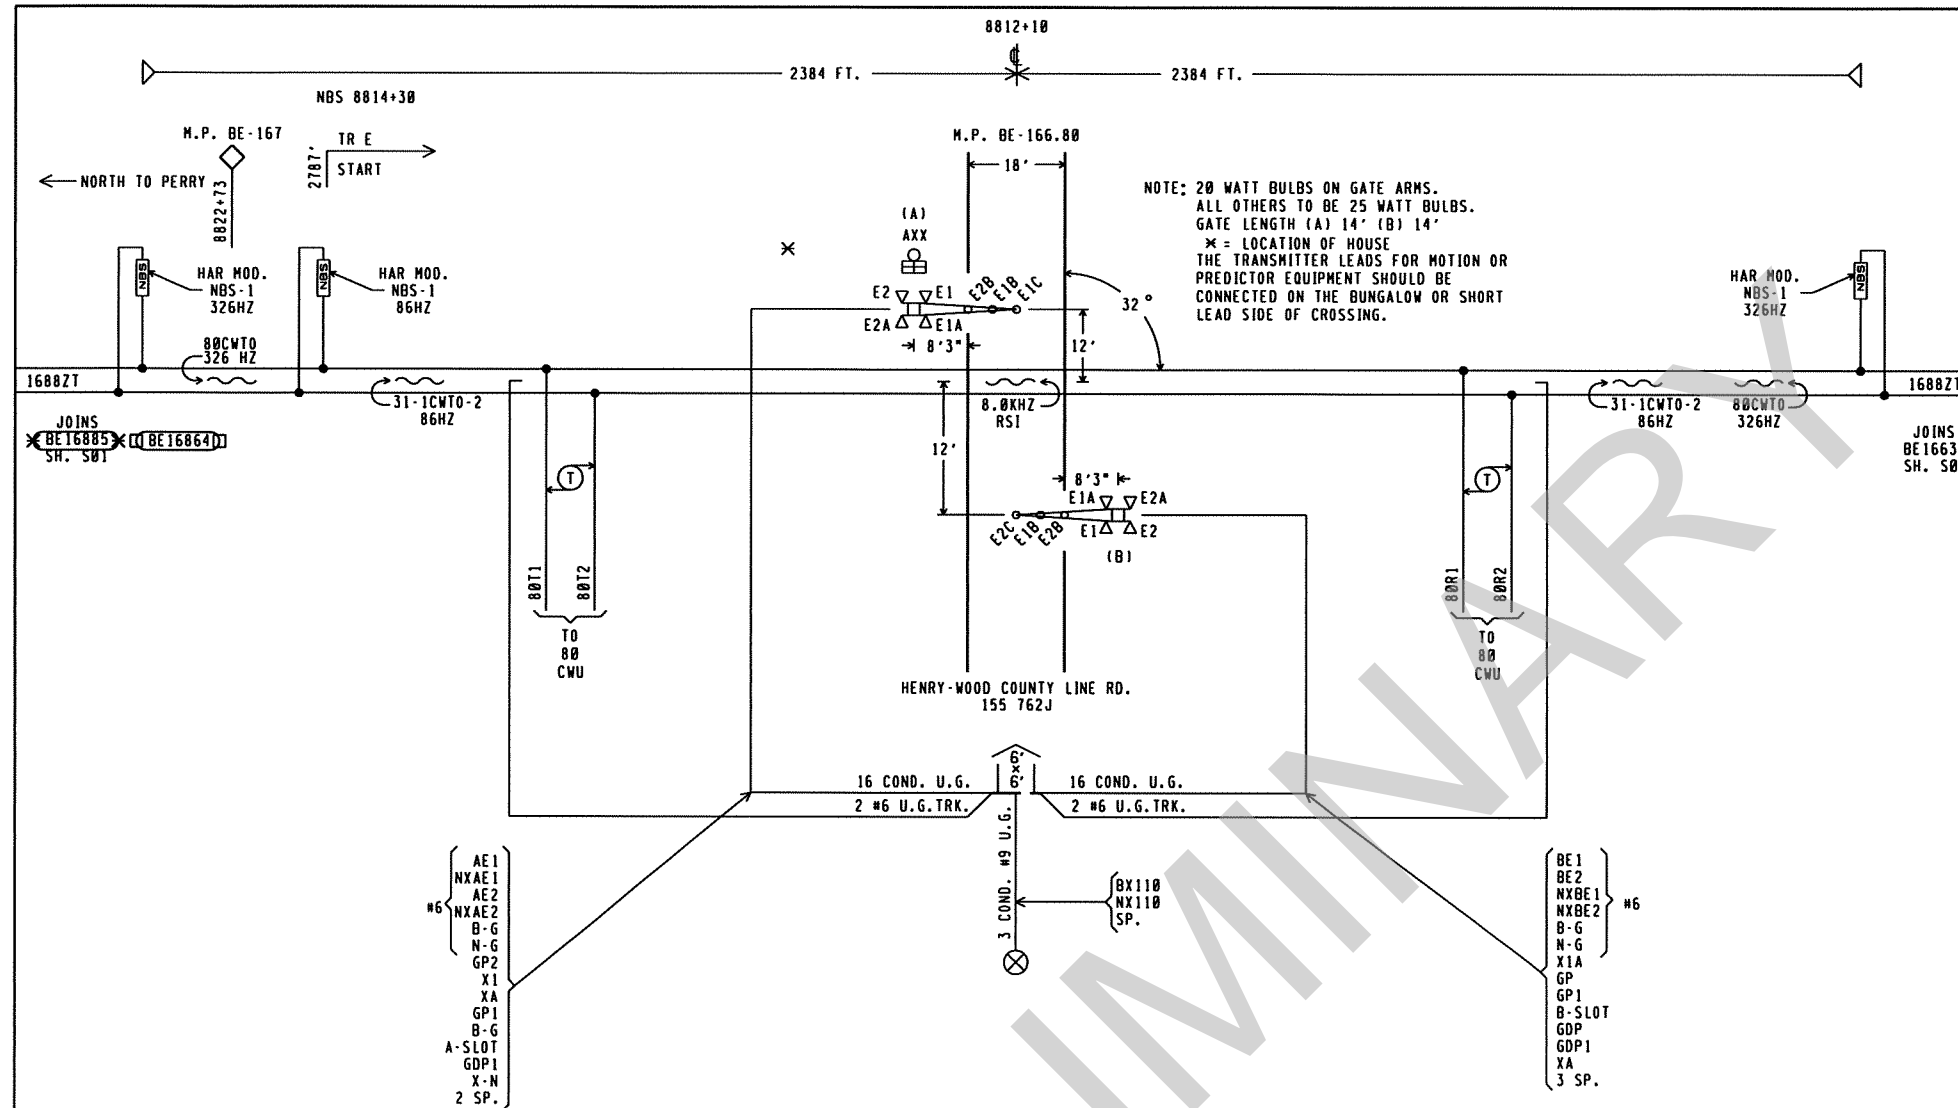 8812+10
℄
2384 FT.
2384 FT.
NBS 8814+30
M.P. BE-167
8822+73
2787'
TR E
START
NORTH TO PERRY
M.P. BE-166.80
18'
NOTE: 20 WATT BULBS ON GATE ARMS.
ALL OTHERS TO BE 25 WATT BULBS.
GATE LENGTH (A) 14' (B) 14'
* = LOCATION OF HOUSE
THE TRANSMITTER LEADS FOR MOTION OR
PREDICTOR EQUIPMENT SHOULD BE
CONNECTED ON THE BUNGALOW OR SHORT
LEAD SIDE OF CROSSING.
(A)
AXX
*
NBS
HAR MOD.
NBS-1
326HZ
NBS
HAR MOD.
NBS-1
86HZ
HAR MOD.
NBS-1
326HZ
NBS
E2
E1
E2B
E1B
E1C
E2A
E1A
8'3"
12'
32°
80CWTO
326 HZ
1688ZT
31-1CWTO-2
86HZ
8.0KHZ
RSI
31-1CWTO-2
86HZ
80CWTO
326HZ
1688ZT
JOINS
BE16885
SH. S01
BE16864
JOINS
BE1663
SH. S0
12'
8'3"
E1A
E2A
E2C
E1B
E2B
E1
E2
(B)
T
T
80T1
80T2
TO
80
CWU
80R1
80R2
TO
80
CWU
HENRY-WOOD COUNTY LINE RD.
155 762J
6'
x
6'
16 COND. U.G.
2 #6 U.G.TRK.
16 COND. U.G.
2 #6 U.G.TRK.
3 COND. #9 U.G.
BX110
NX110
SP.
#6
AE1
NXAE1
AE2
NXAE2
B-G
N-G
GP2
X1
XA
GP1
B-G
A-SLOT
GDP1
X-N
2 SP.
BE1
BE2
NXBE1
NXBE2
B-G
N-G
X1A
GP
GP1
B-SLOT
GDP
GDP1
XA
3 SP.
#6
IMINARY